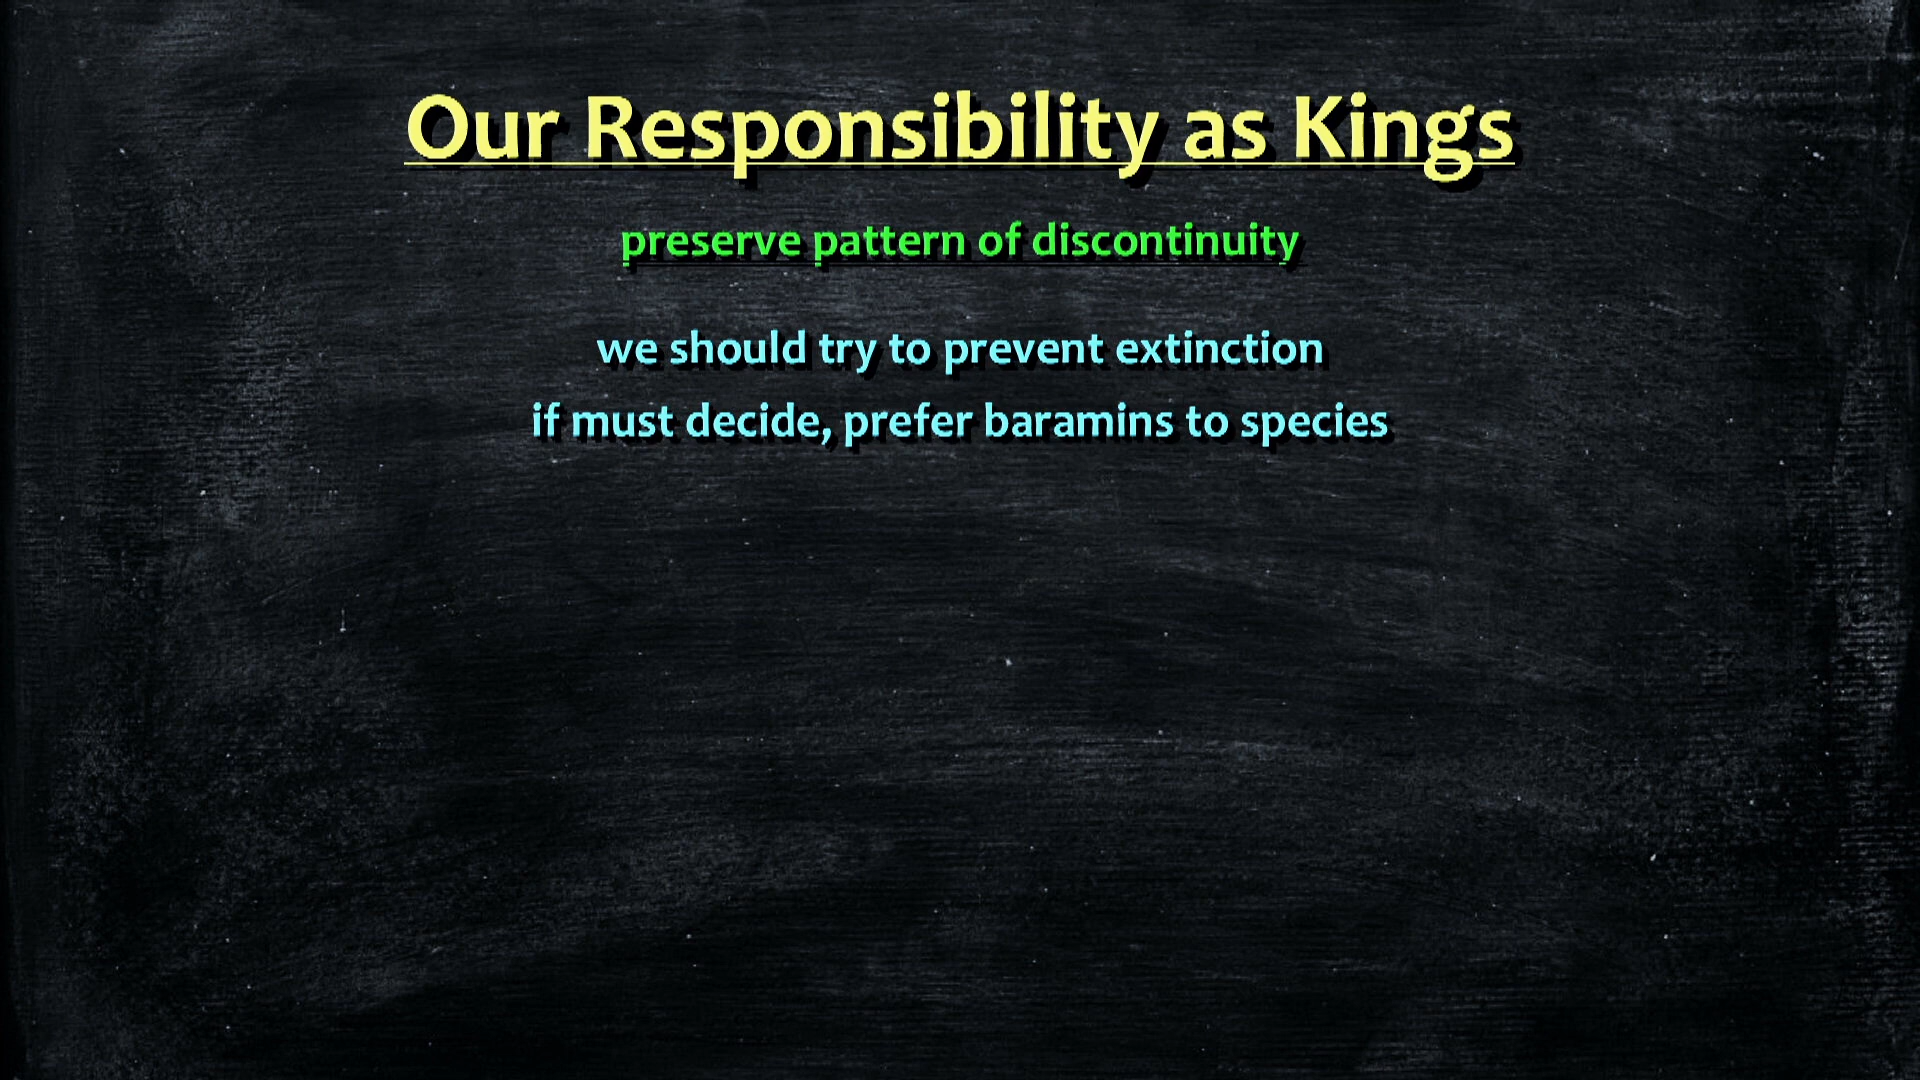 Our Responsibility as Kings
preserve pattern of discontinuity
we should try to prevent extinction
if must decide, prefer baramins to species